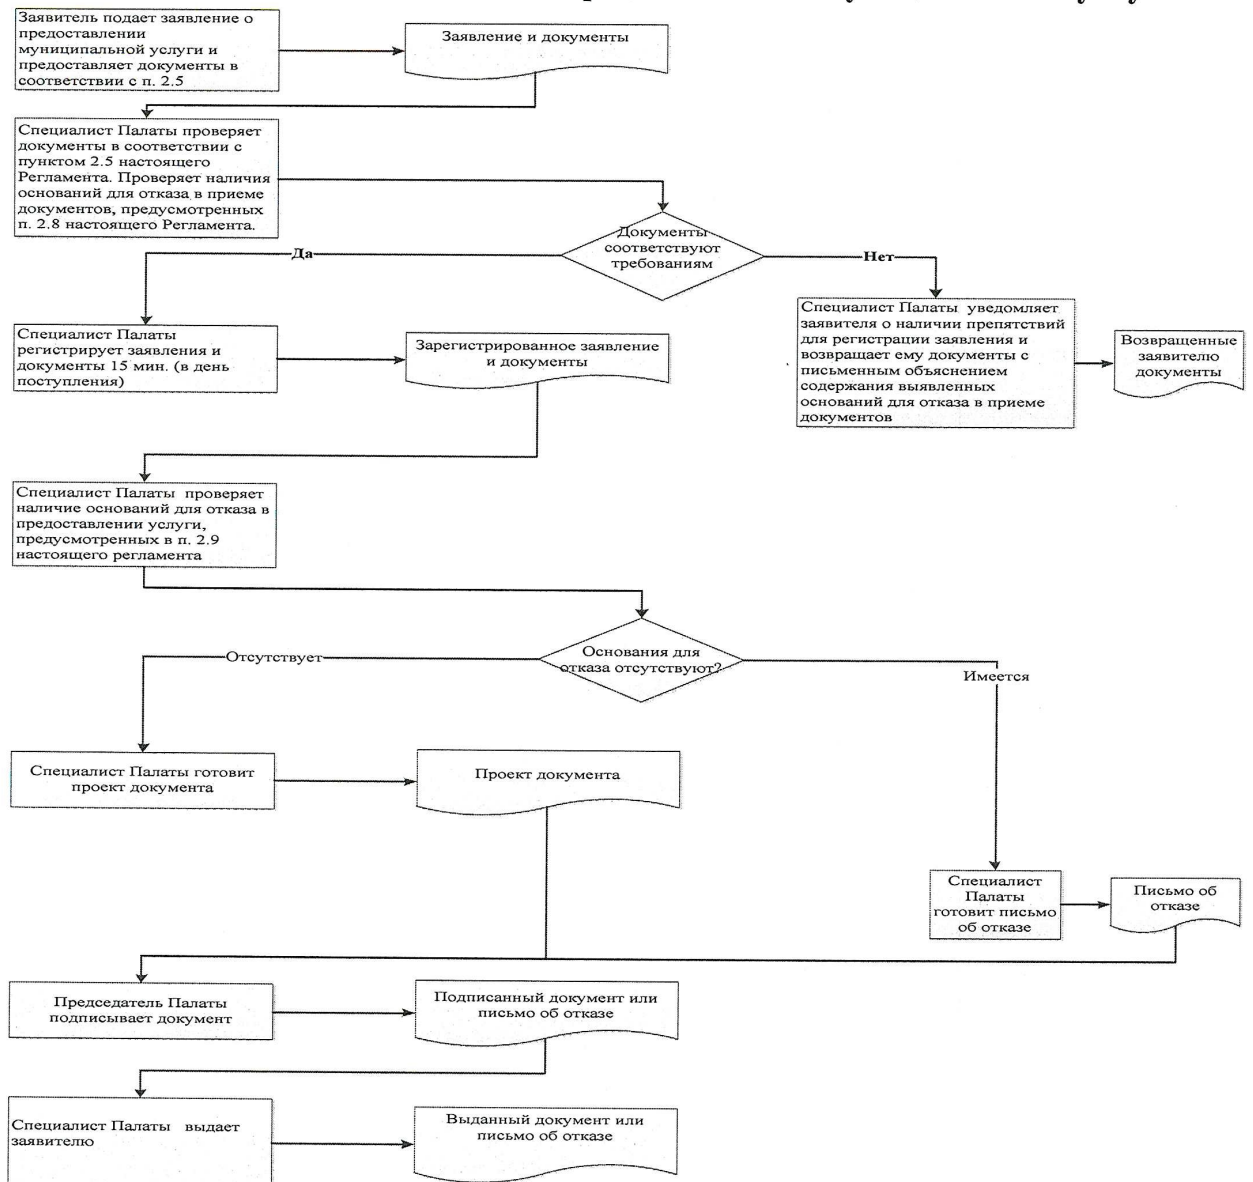 Заявитель подает заявление о
предоставлении
муниципальной услуги и
предоставляет документы в
соответствии с п. 2.5
Заявление и документы
Специалист Палаты проверяет
документы в соответствии с
пунктом 2.5 настоящего
Регламента. Проверяет наличия
оснований для отказа в приеме
документов, предусмотренных
п. 2.8 настоящего Регламента.
Документы
соответствуют
требованиям
Да
Нет
Специалист Палаты
регистрирует заявления и
документы 15 мин. (в день
поступления)
Зарегистрированное заявление
и документы
Специалист Палаты уведомляет
заявителя о наличии препятствий
для регистрации заявления и
возвращает ему документы с
письменным объяснением
содержания выявленных
оснований для отказа в приеме
документов
Возвращенные
заявителю
документы
Специалист Палаты проверяет
наличие оснований для отказа в
предоставлении услуги,
предусмотренных в п. 2.9
настоящего регламента
Основания для
отказа отсутствуют?
Отсутствует
Имеется
Специалист Палаты готовит
проект документа
Проект документа
Специалист
Палаты
готовит письмо
об отказе
Письмо об
отказе
Председатель Палаты
подписывает документ
Подписанный документ или
письмо об отказе
Специалист Палаты выдает
заявителю
Выданный документ или
письмо об отказе